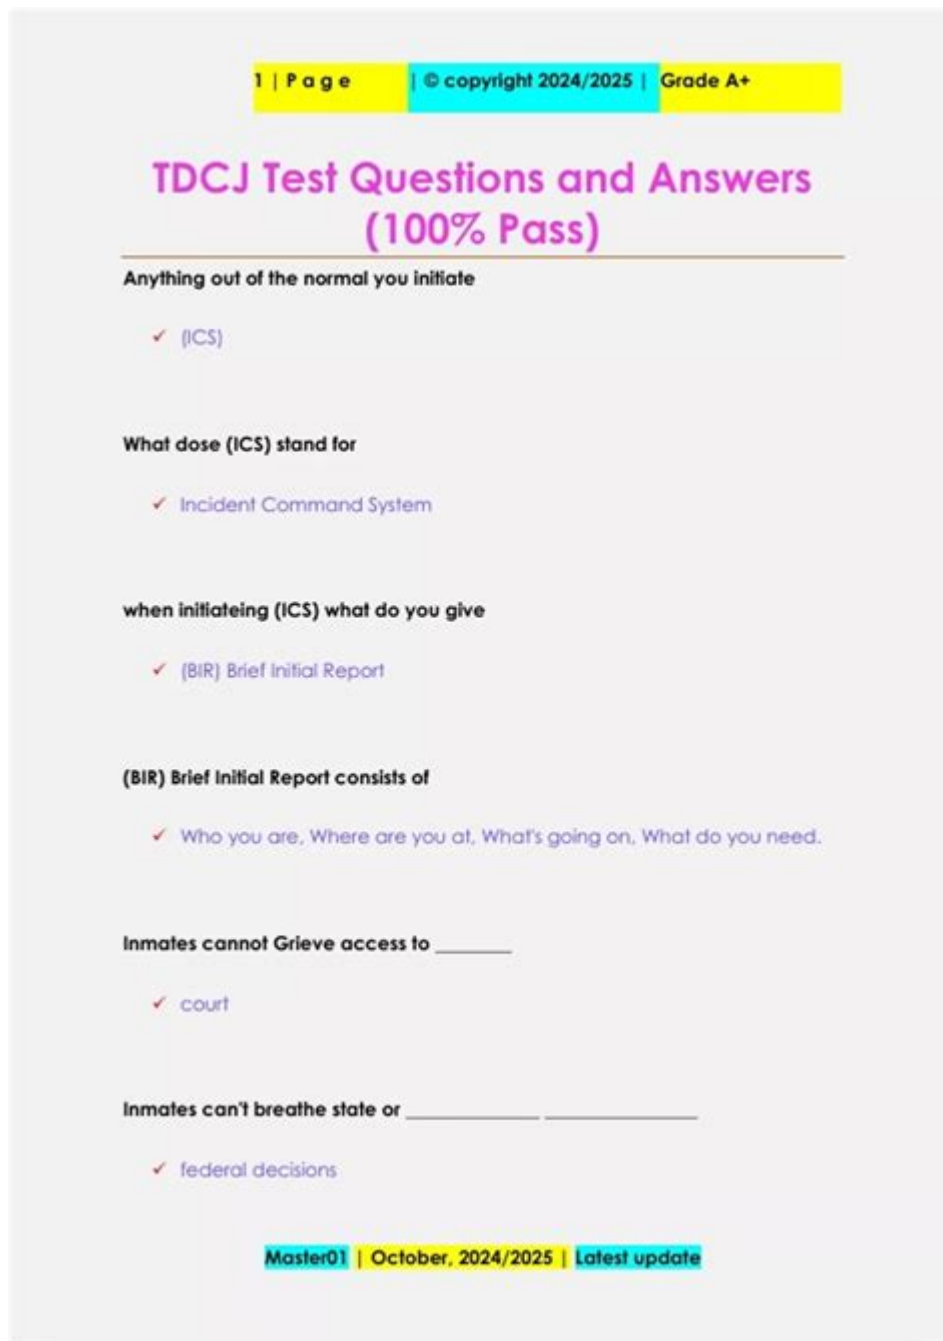 1 | P a g e | © copyright 2024/2025 | Grade A+
TDCJ Test Questions and Answers
(100% Pass)
Anything out of the normal you initiate
✓ (ICS)
What dose (ICS) stand for
✓ Incident Command System
when initiateing (ICS) what do you give
✓ (BIR) Brief Initial Report
(BIR) Brief Initial Report consists of
✓ Who you are, Where are you at, What's going on, What do you need.
Inmates cannot Grieve access to ________
✓ court
Inmates can't breathe state or ______________ ________________
✓ federal decisions
Master01 | October, 2024/2025 | Latest update